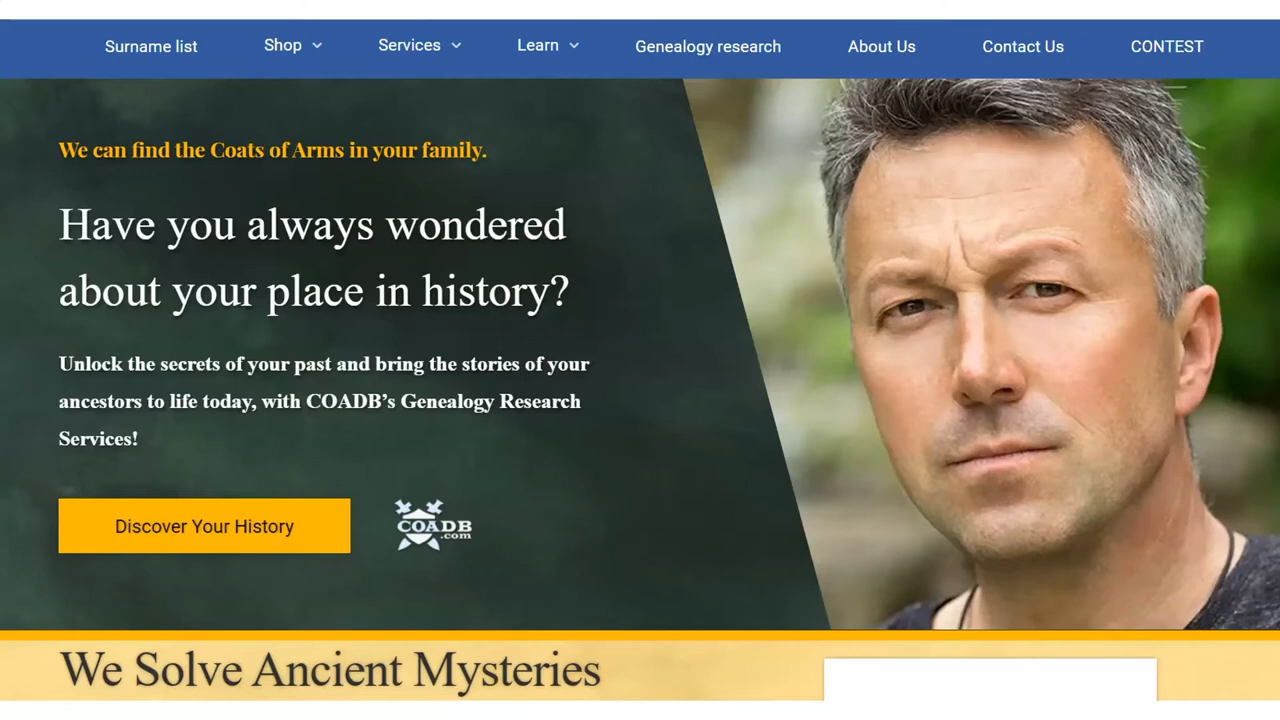 Surname list
Shop
Services
Learn
Genealogy research
About Us
Contact Us
CONTEST
We can find the Coats of Arms in your family.
Have you always wondered
about your place in history?
Unlock the secrets of your past and bring the stories of your
ancestors to life today, with COADB’s Genealogy Research
Services!
Discover Your History
COADB
.com
We Solve Ancient Mysteries